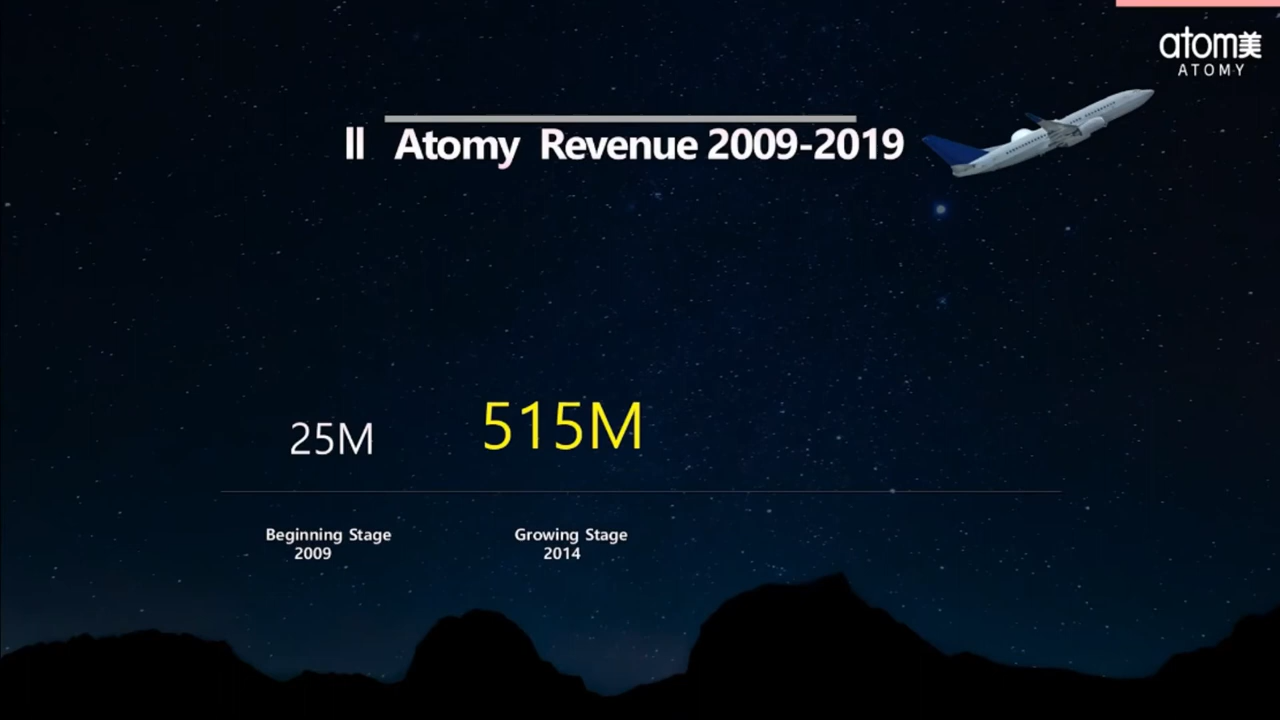 atom美
ATOMY
II Atomy Revenue 2009-2019
25M
515M
Beginning Stage
2009
Growing Stage
2014